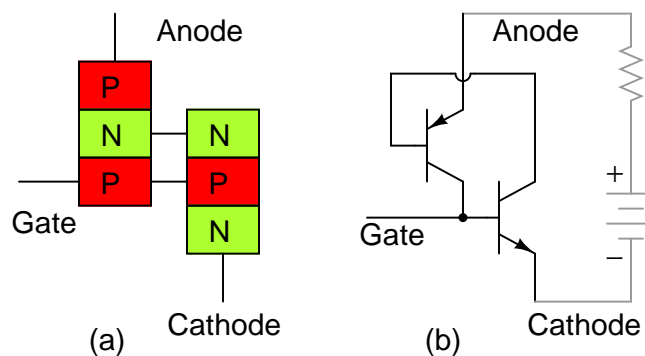 Anode
P
N N
P P
Gate
N
Cathode
(a)
Anode
+
Gate
−
Cathode
(b)